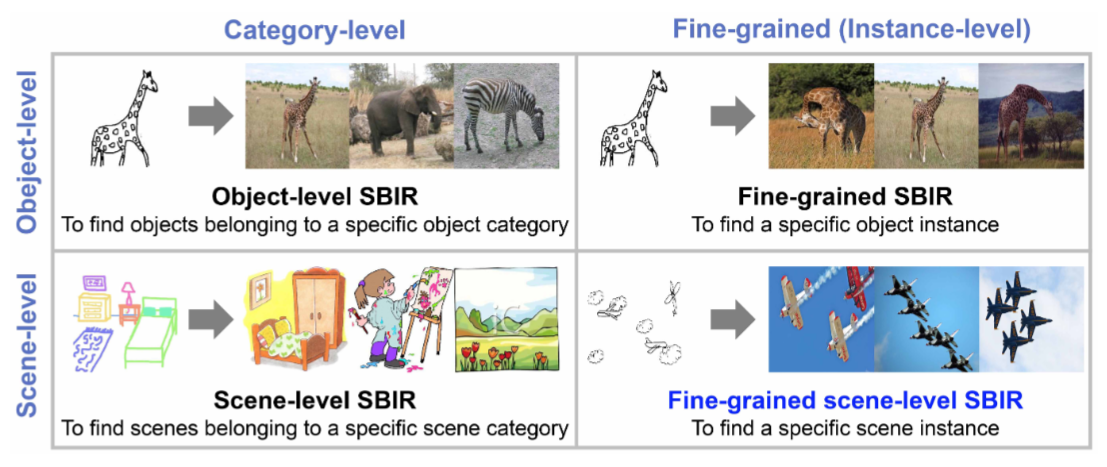 Category-level
Fine-grained (Instance-level)
Obeject-level
Object-level SBIR
To find objects belonging to a specific object category
Fine-grained SBIR
To find a specific object instance
Scene-level
Scene-level SBIR
To find scenes belonging to a specific scene category
Fine-grained scene-level SBIR
To find a specific scene instance